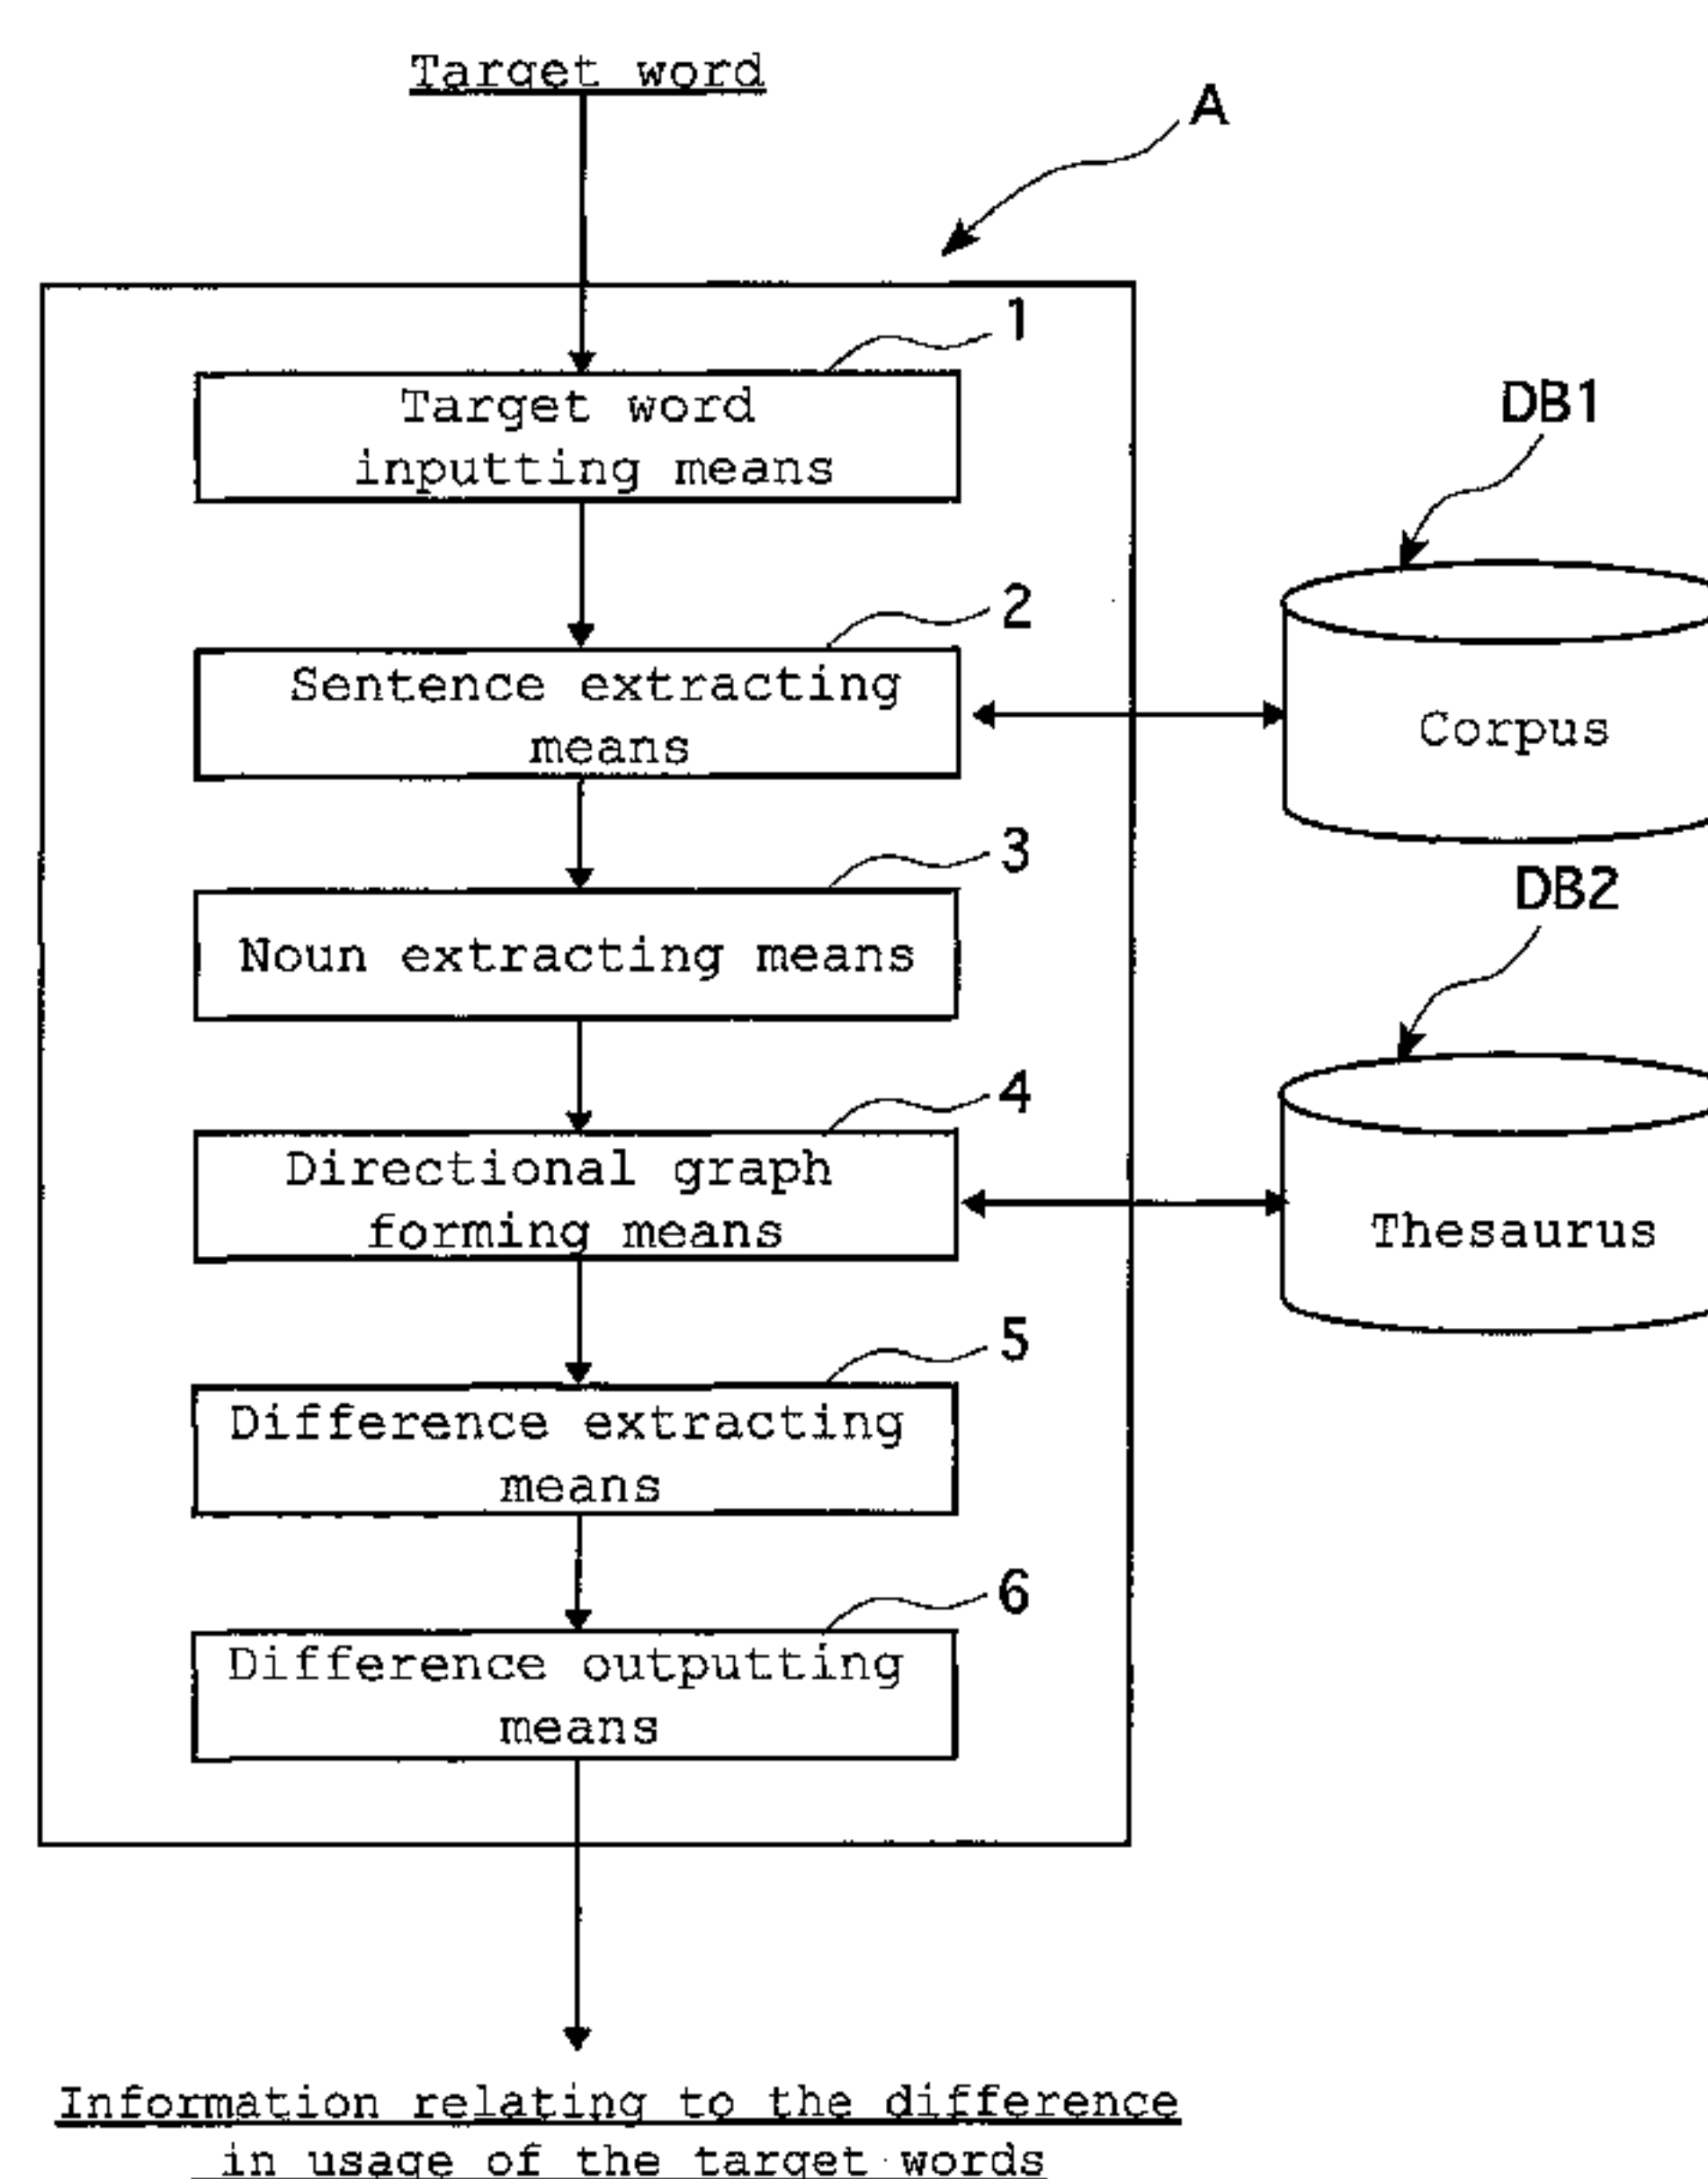 Target word
A
1
Target word
inputting means
DB1
2
Sentence extracting
means
Corpus
3
DB2
Noun extracting means
4
Directional graph
forming means
Thesaurus
5
Difference extracting
means
6
Difference outputting
means
Information relating to the difference
in usage of the target words